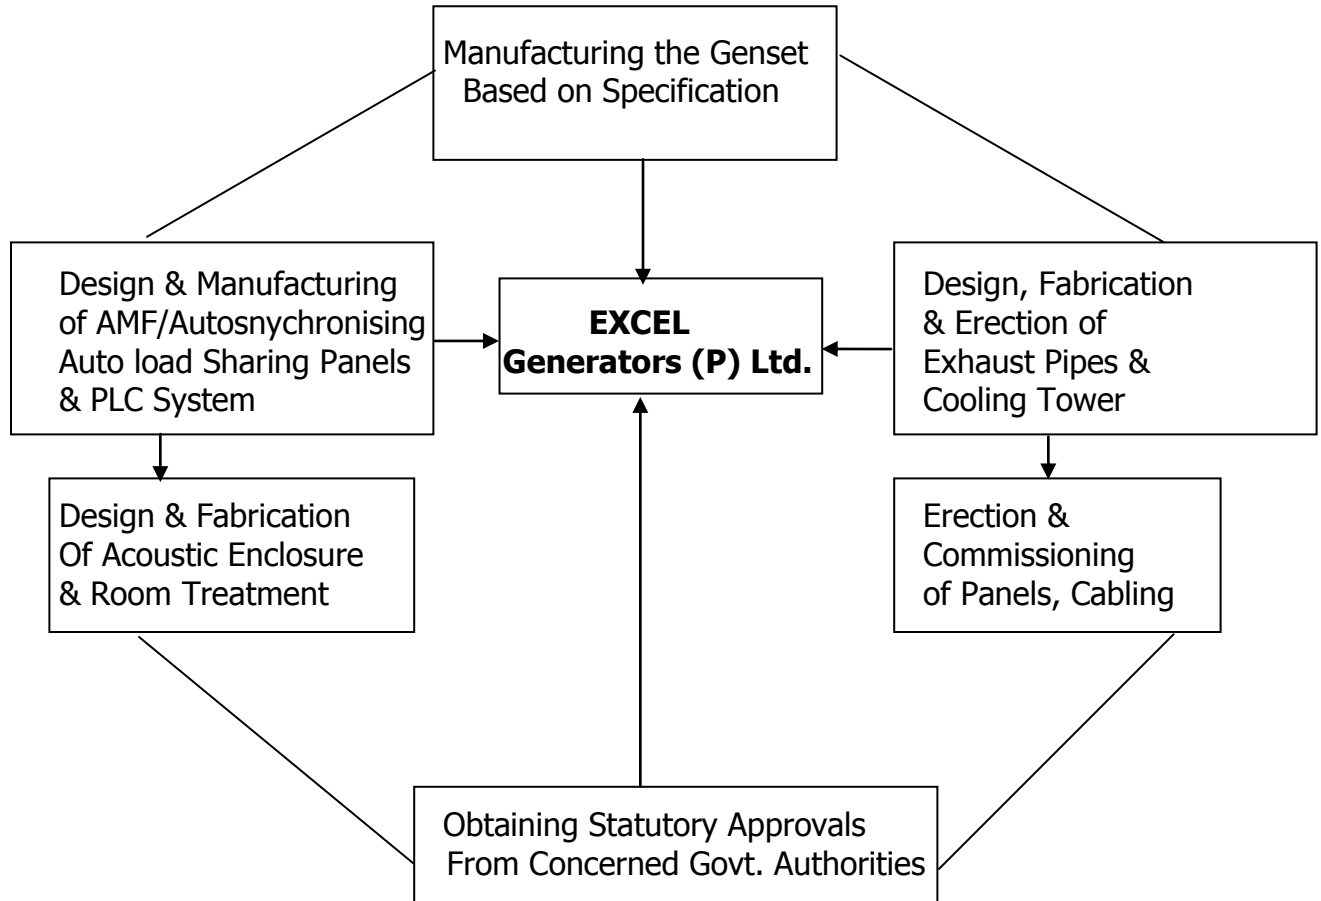 Manufacturing the Genset
Based on Specification
Design & Manufacturing
of AMF/Autosnychronising
Auto load Sharing Panels
& PLC System
EXCEL
Generators (P) Ltd.
Design, Fabrication
& Erection of
Exhaust Pipes &
Cooling Tower
Design & Fabrication
Of Acoustic Enclosure
& Room Treatment
Erection &
Commissioning
of Panels, Cabling
Obtaining Statutory Approvals
From Concerned Govt. Authorities